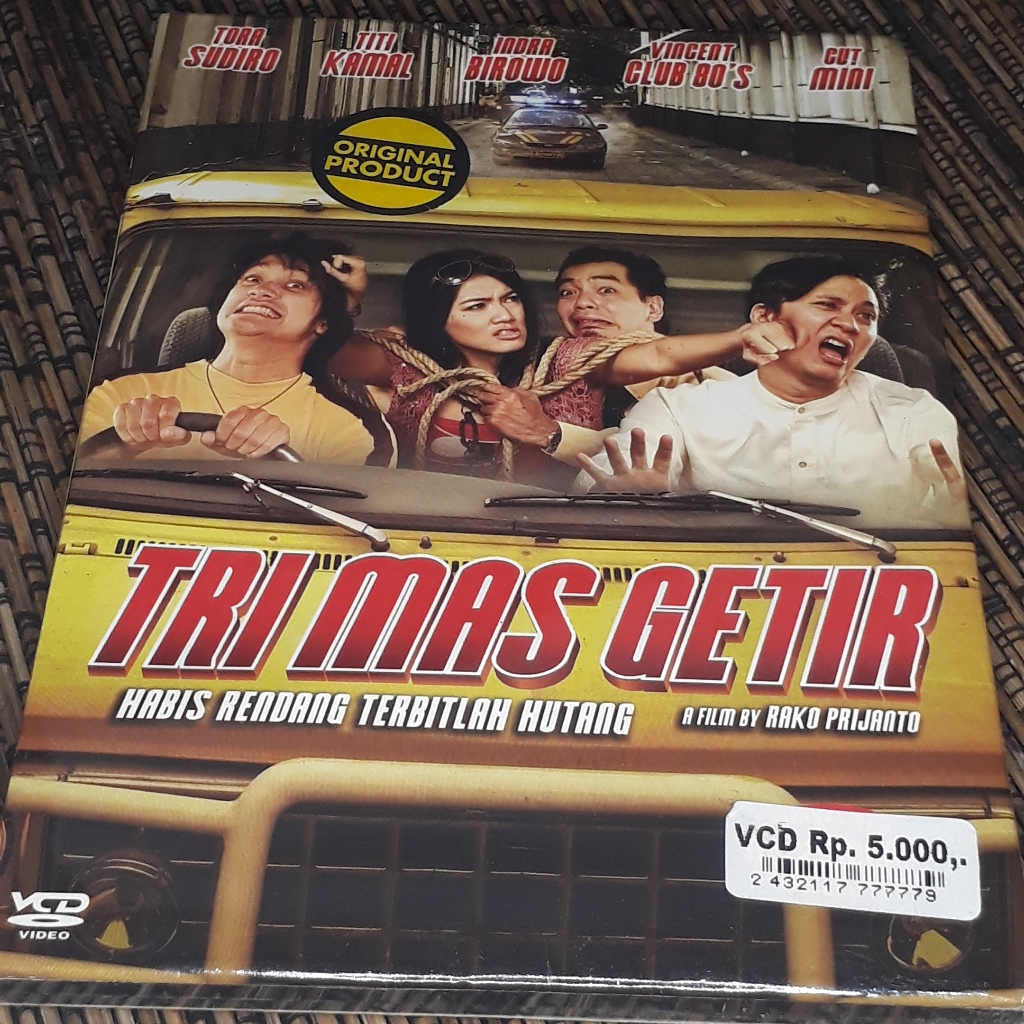 TORA SUDIRO
TITI KAMAL
INDRA BIROWO
VINCENT CLUB 80'S
CUT MINI
ORIGINAL PRODUCT
TRI MAS GETIR
HABIS RENDANG TERBITLAH HUTANG
A FILM BY RAKO PRIJANTO
VCD Rp. 5.000,.
2 432117 777779
VCD
VIDEO